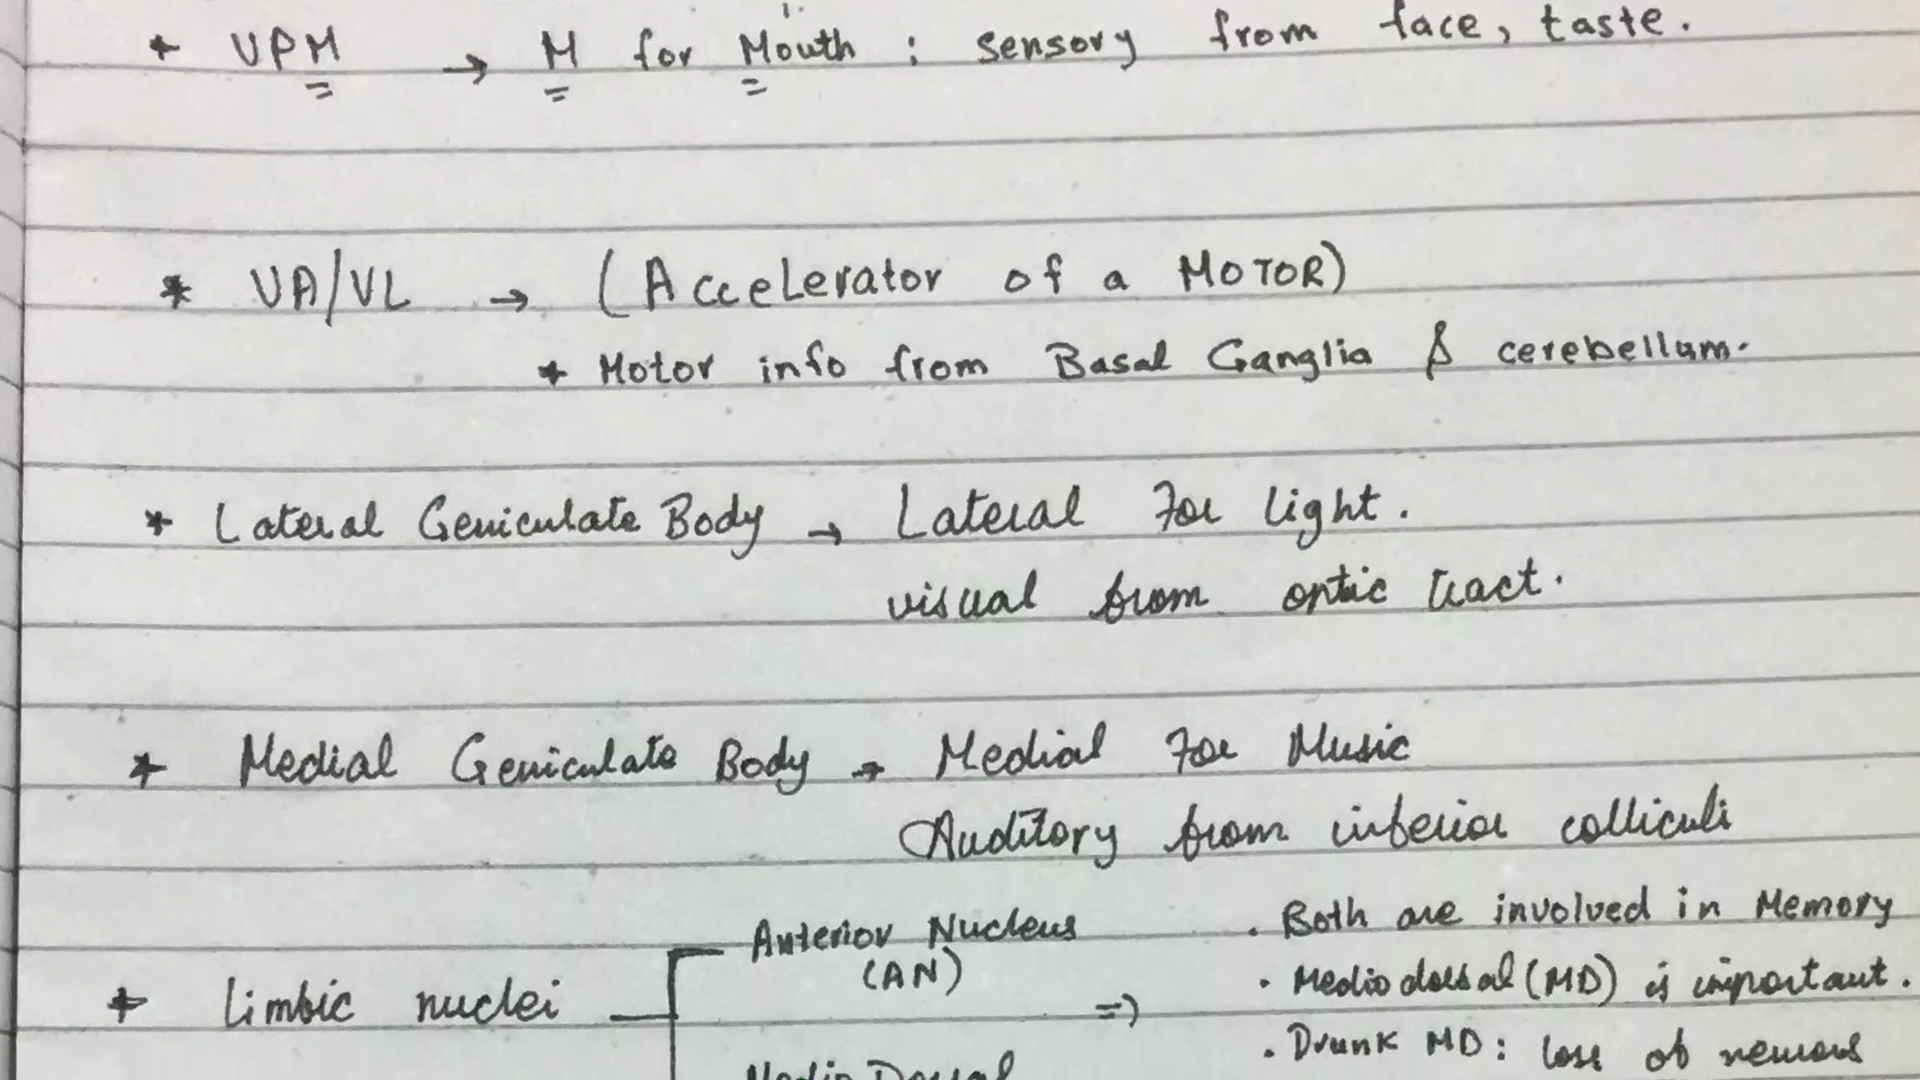 * VPM → M for Mouth : sensory from face, taste.
* VA/VL → (Accelerator of a MOTOR)
* Motor info from Basal Ganglia & cerebellum.
* Lateral Geniculate Body → Lateral For light.
visual from optic tract.
* Medial Geniculate Body → Medial For Music
Auditory from inferior colliculi
* limbic nuclei
Anterior Nucleus
(AN)
Medio Dorsal
=>
. Both are involved in Memory
. Mediodorsal (MD) is important.
. Drunk MD : loss of neurons